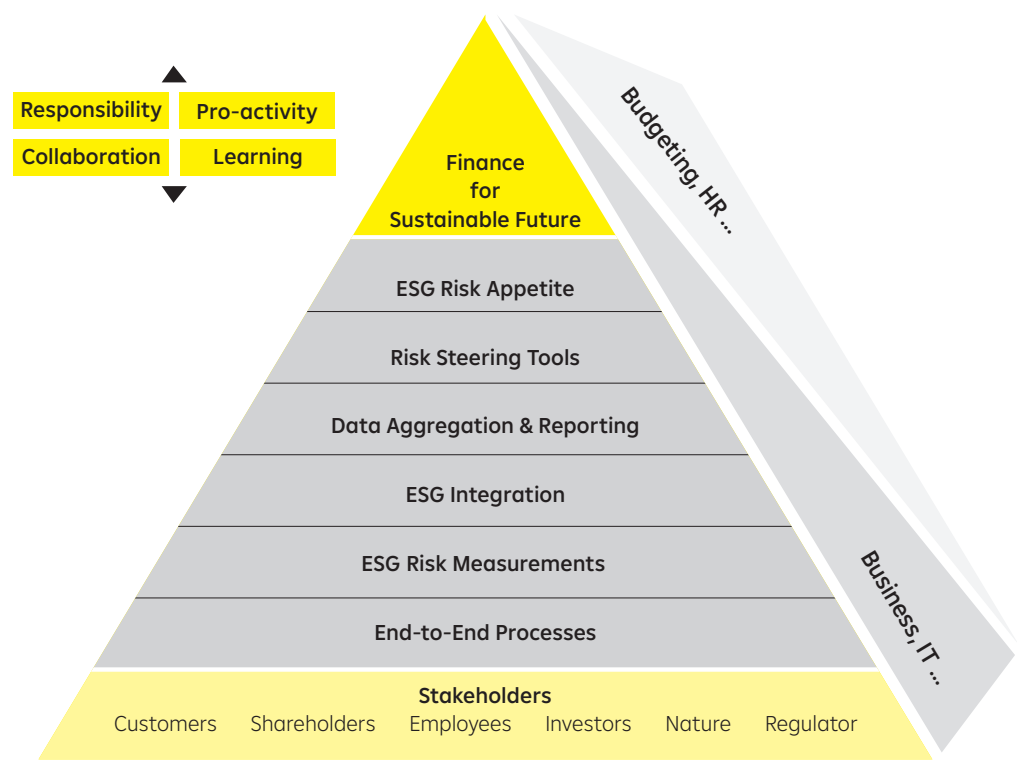 Responsibility
Pro-activity
Collaboration
Learning
Finance
for
Sustainable Future
ESG Risk Appetite
Risk Steering Tools
Data Aggregation & Reporting
ESG Integration
ESG Risk Measurements
End-to-End Processes
Stakeholders
Customers Shareholders Employees Investors Nature Regulator
Budgeting, HR ...
Business, IT ...